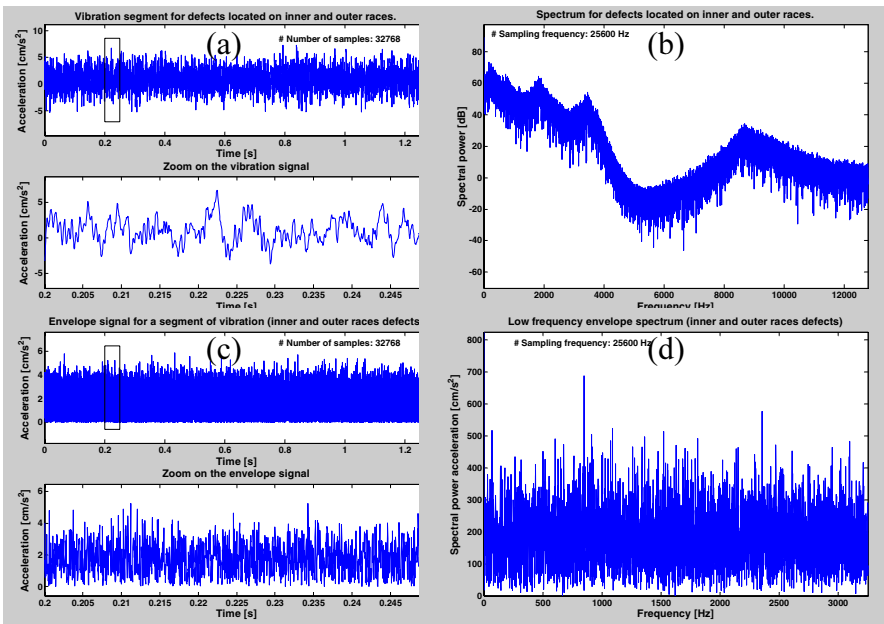 Vibration segment for defects located on inner and outer races.
(a)
# Number of samples: 32768
Acceleration [cm/s²]
10
5
0
-5
0 0.2 0.4 0.6 0.8 1 1.2
Time [s]
Zoom on the vibration signal
Acceleration [cm/s²]
5
0
-5
0.2 0.205 0.21 0.215 0.22 0.225 0.23 0.235 0.24 0.245
Time [s]
Spectrum for defects located on inner and outer races.
# Sampling frequency: 25600 Hz
(b)
Spectral power [dB]
80
60
40
20
0
-20
-40
-60
0 2000 4000 6000 8000 10000 12000
Frequency [Hz]
Envelope signal for a segment of vibration (inner and outer races defects
(c)
# Number of samples: 32768
Acceleration [cm/s²]
6
4
2
0
0 0.2 0.4 0.6 0.8 1 1.2
Time [s]
Zoom on the envelope signal
Acceleration [cm/s²]
6
4
2
0
0.2 0.205 0.21 0.215 0.22 0.225 0.23 0.235 0.24 0.245
Time [s]
Low frequency envelope spectrum (inner and outer races defects)
# Sampling frequency: 25600 Hz
(d)
Spectral power acceleration [cm/s²]
800
700
600
500
400
300
200
100
0
0 500 1000 1500 2000 2500 3000
Frequency [Hz]